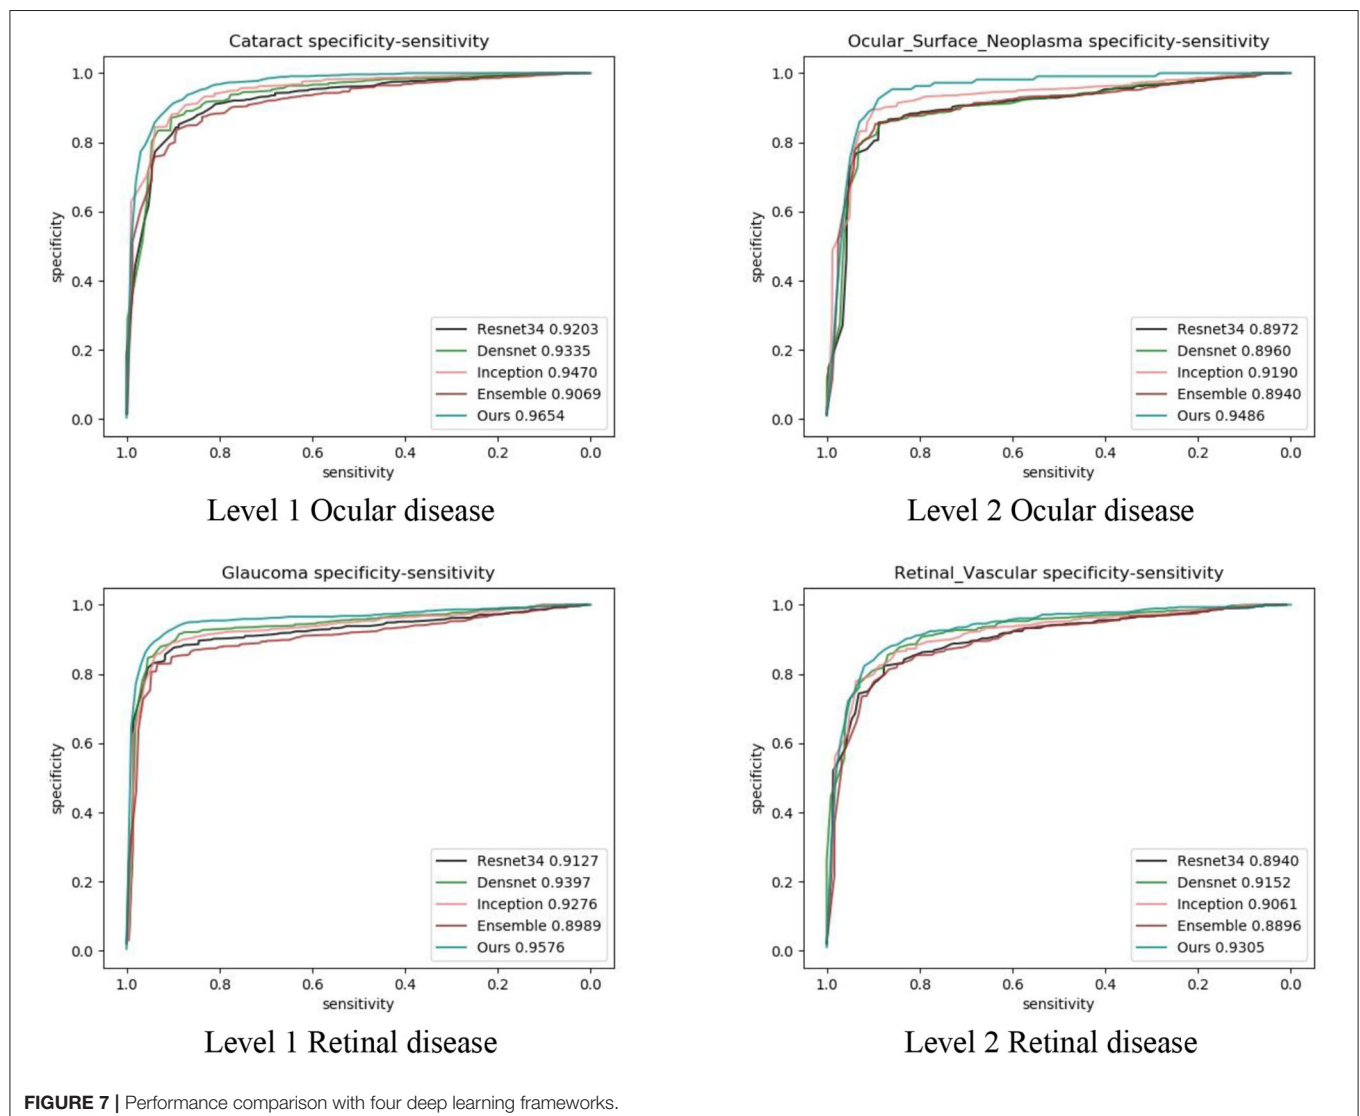 Cataract specificity-sensitivity
1.0
0.8
0.6
0.4
0.2
0.0
specificity
Resnet34 0.9203
Densnet 0.9335
Inception 0.9470
Ensemble 0.9069
Ours 0.9654
1.0 0.8 0.6 0.4 0.2 0.0
sensitivity
Level 1 Ocular disease
Ocular_Surface_Neoplasma specificity-sensitivity
1.0
0.8
0.6
0.4
0.2
0.0
specificity
Resnet34 0.8972
Densnet 0.8960
Inception 0.9190
Ensemble 0.8940
Ours 0.9486
1.0 0.8 0.6 0.4 0.2 0.0
sensitivity
Level 2 Ocular disease
Glaucoma specificity-sensitivity
1.0
0.8
0.6
0.4
0.2
0.0
specificity
Resnet34 0.9127
Densnet 0.9397
Inception 0.9276
Ensemble 0.8989
Ours 0.9576
1.0 0.8 0.6 0.4 0.2 0.0
sensitivity
Level 1 Retinal disease
Retinal_Vascular specificity-sensitivity
1.0
0.8
0.6
0.4
0.2
0.0
specificity
Resnet34 0.8940
Densnet 0.9152
Inception 0.9061
Ensemble 0.8896
Ours 0.9305
1.0 0.8 0.6 0.4 0.2 0.0
sensitivity
Level 2 Retinal disease
FIGURE 7 | Performance comparison with four deep learning frameworks.